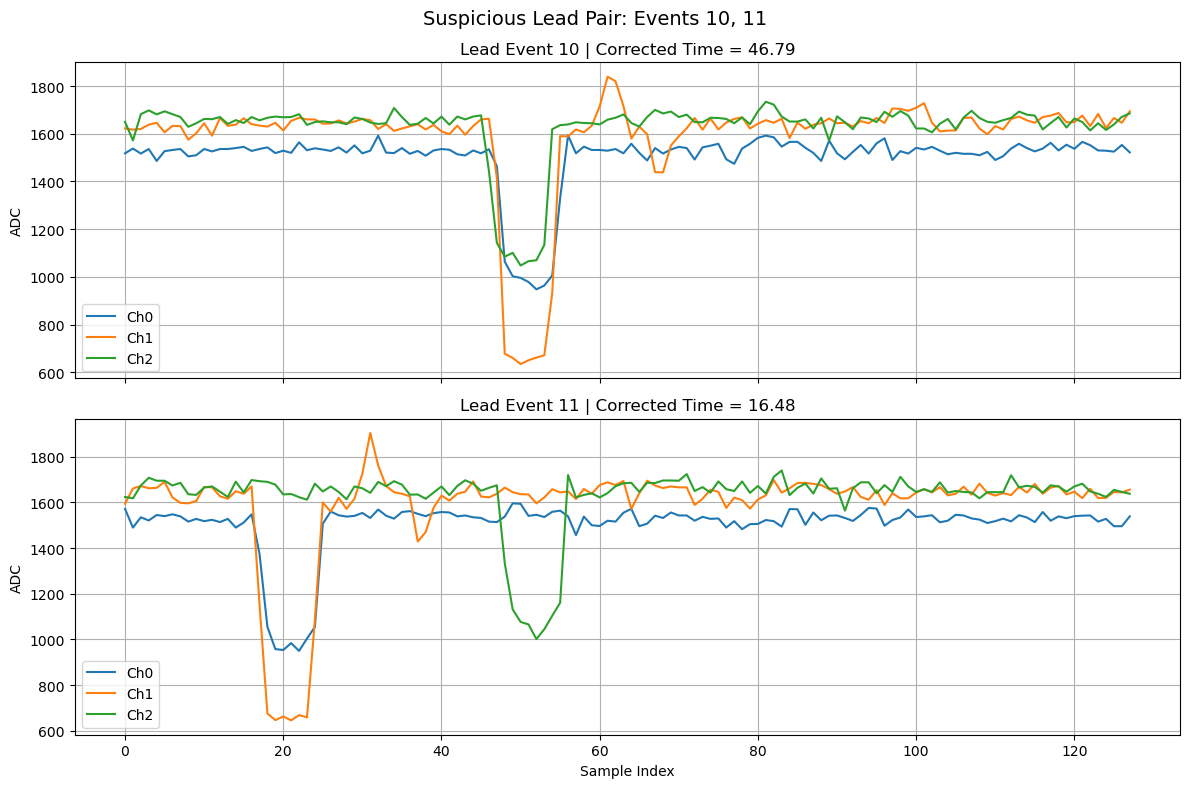 Suspicious Lead Pair: Events 10, 11
Lead Event 10 | Corrected Time = 46.79
1800
1600
1400
1200
1000
800
600
ADC
Ch0
Ch1
Ch2
Lead Event 11 | Corrected Time = 16.48
1800
1600
1400
1200
1000
800
600
ADC
Ch0
Ch1
Ch2
0 20 40 60 80 100 120
Sample Index